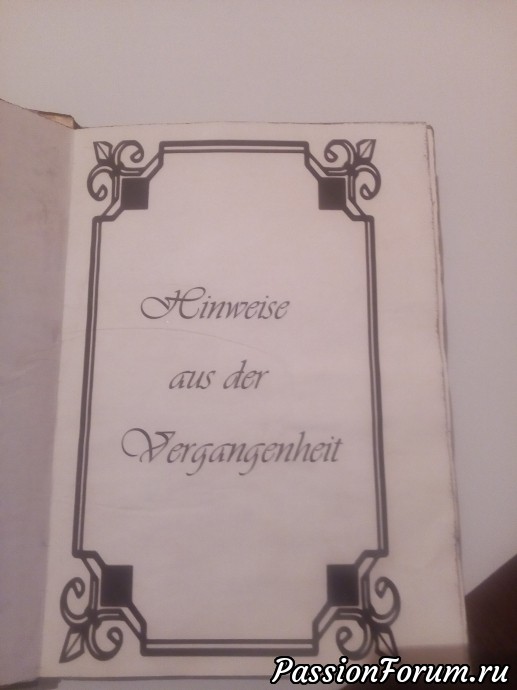 Hinweise
aus der
Vergangenheit
PassionForum.ru